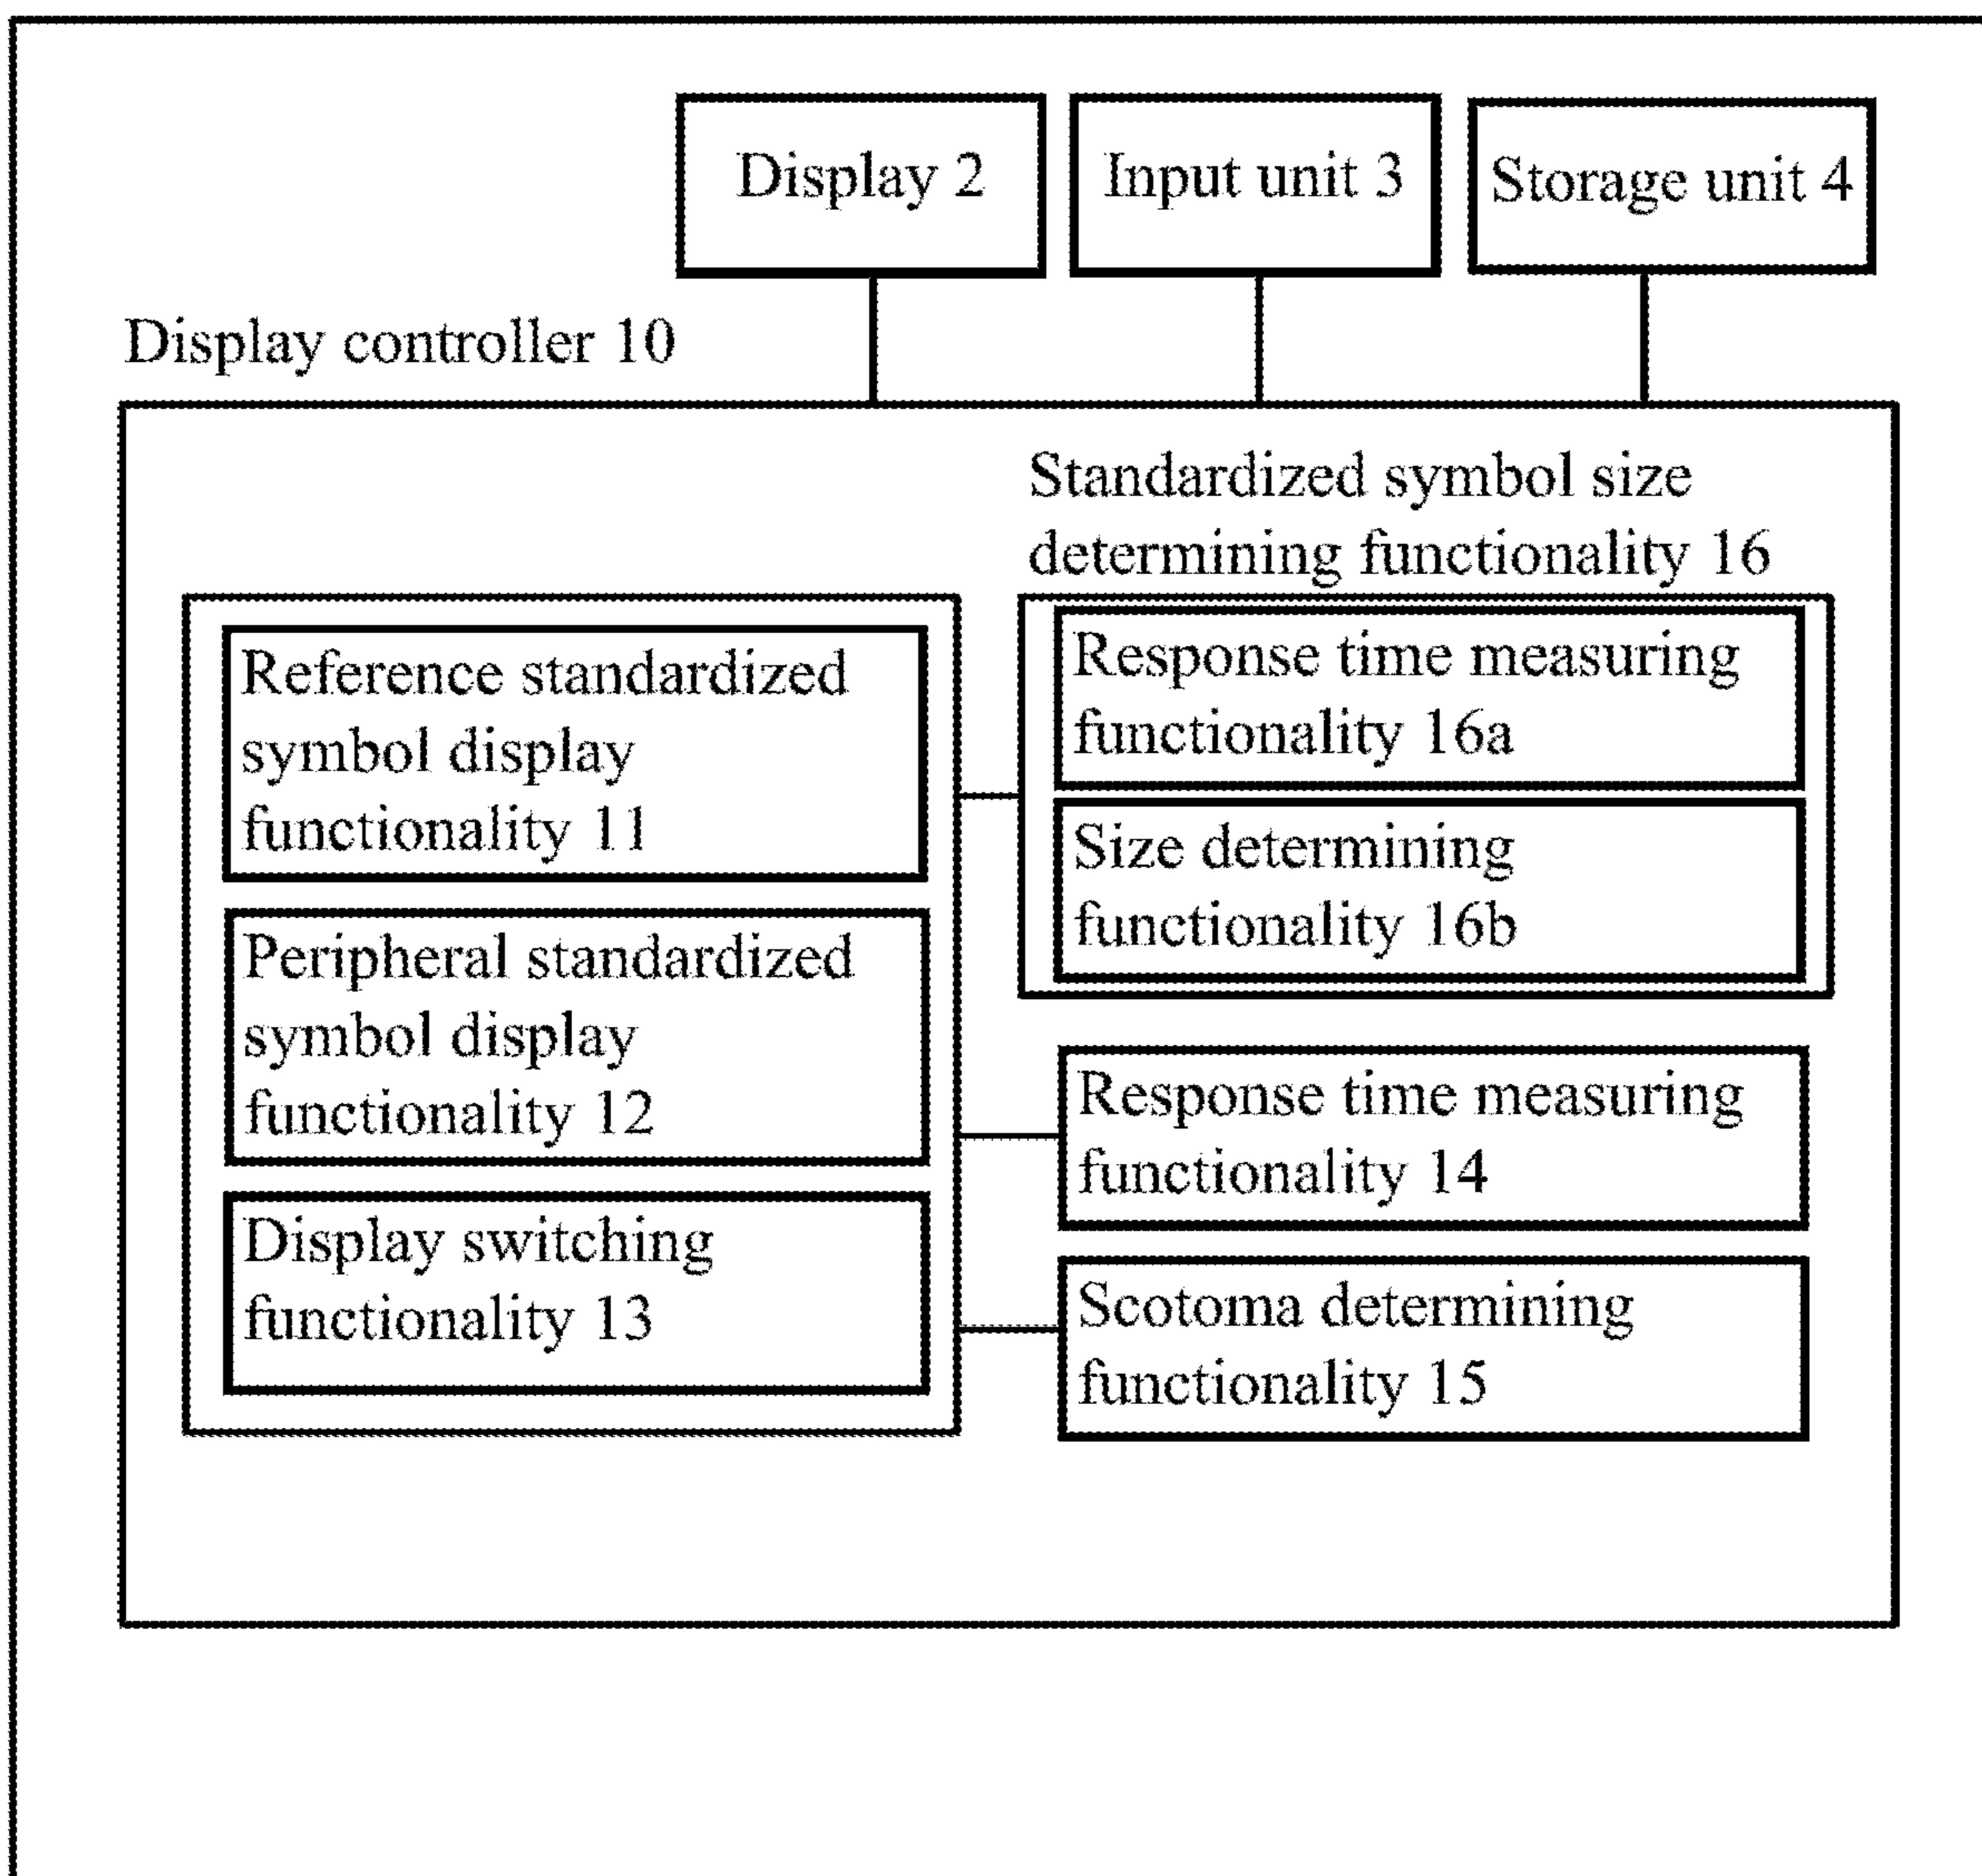 Display 2
Input unit 3
Storage unit 4
Display controller 10
Standardized symbol size
determining functionality 16
Reference standardized
symbol display
functionality 11
Peripheral standardized
symbol display
functionality 12
Display switching
functionality 13
Response time measuring
functionality 16a
Size determining
functionality 16b
Response time measuring
functionality 14
Scotoma determining
functionality 15